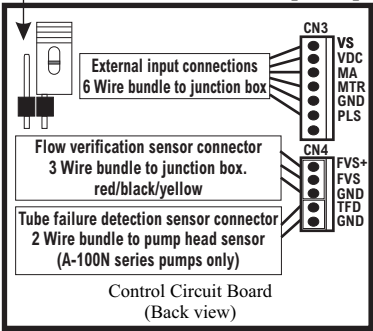 CN3
VS
VDC
MA
MTR
GND
PLS
External input connections
6 Wire bundle to junction box
CN4
FVS+
FVS
GND
TFD
GND
Flow verification sensor connector
3 Wire bundle to junction box.
red/black/yellow
Tube failure detection sensor connector
2 Wire bundle to pump head sensor
(A-100N series pumps only)
Control Circuit Board
(Back view)